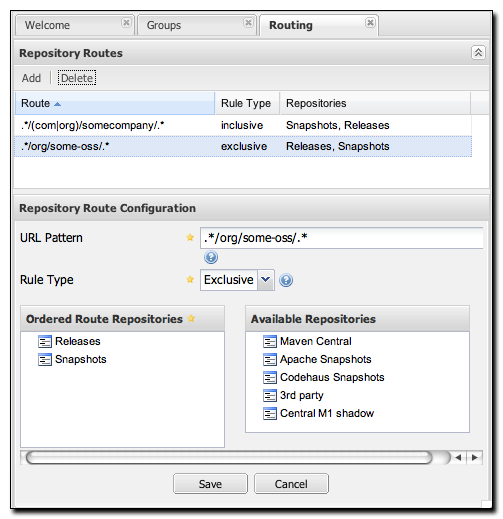 Welcome Groups Routing
Repository Routes
Add Delete
Route Rule Type Repositories
.*/(com|org)/somecompany/.* inclusive Snapshots, Releases
.*/org/some-oss/.* exclusive Releases, Snapshots
Repository Route Configuration
URL Pattern .*/org/some-oss/.*
Rule Type Exclusive
Ordered Route Repositories
Releases
Snapshots
Available Repositories
Maven Central
Apache Snapshots
Codehaus Snapshots
3rd party
Central M1 shadow
Save Cancel